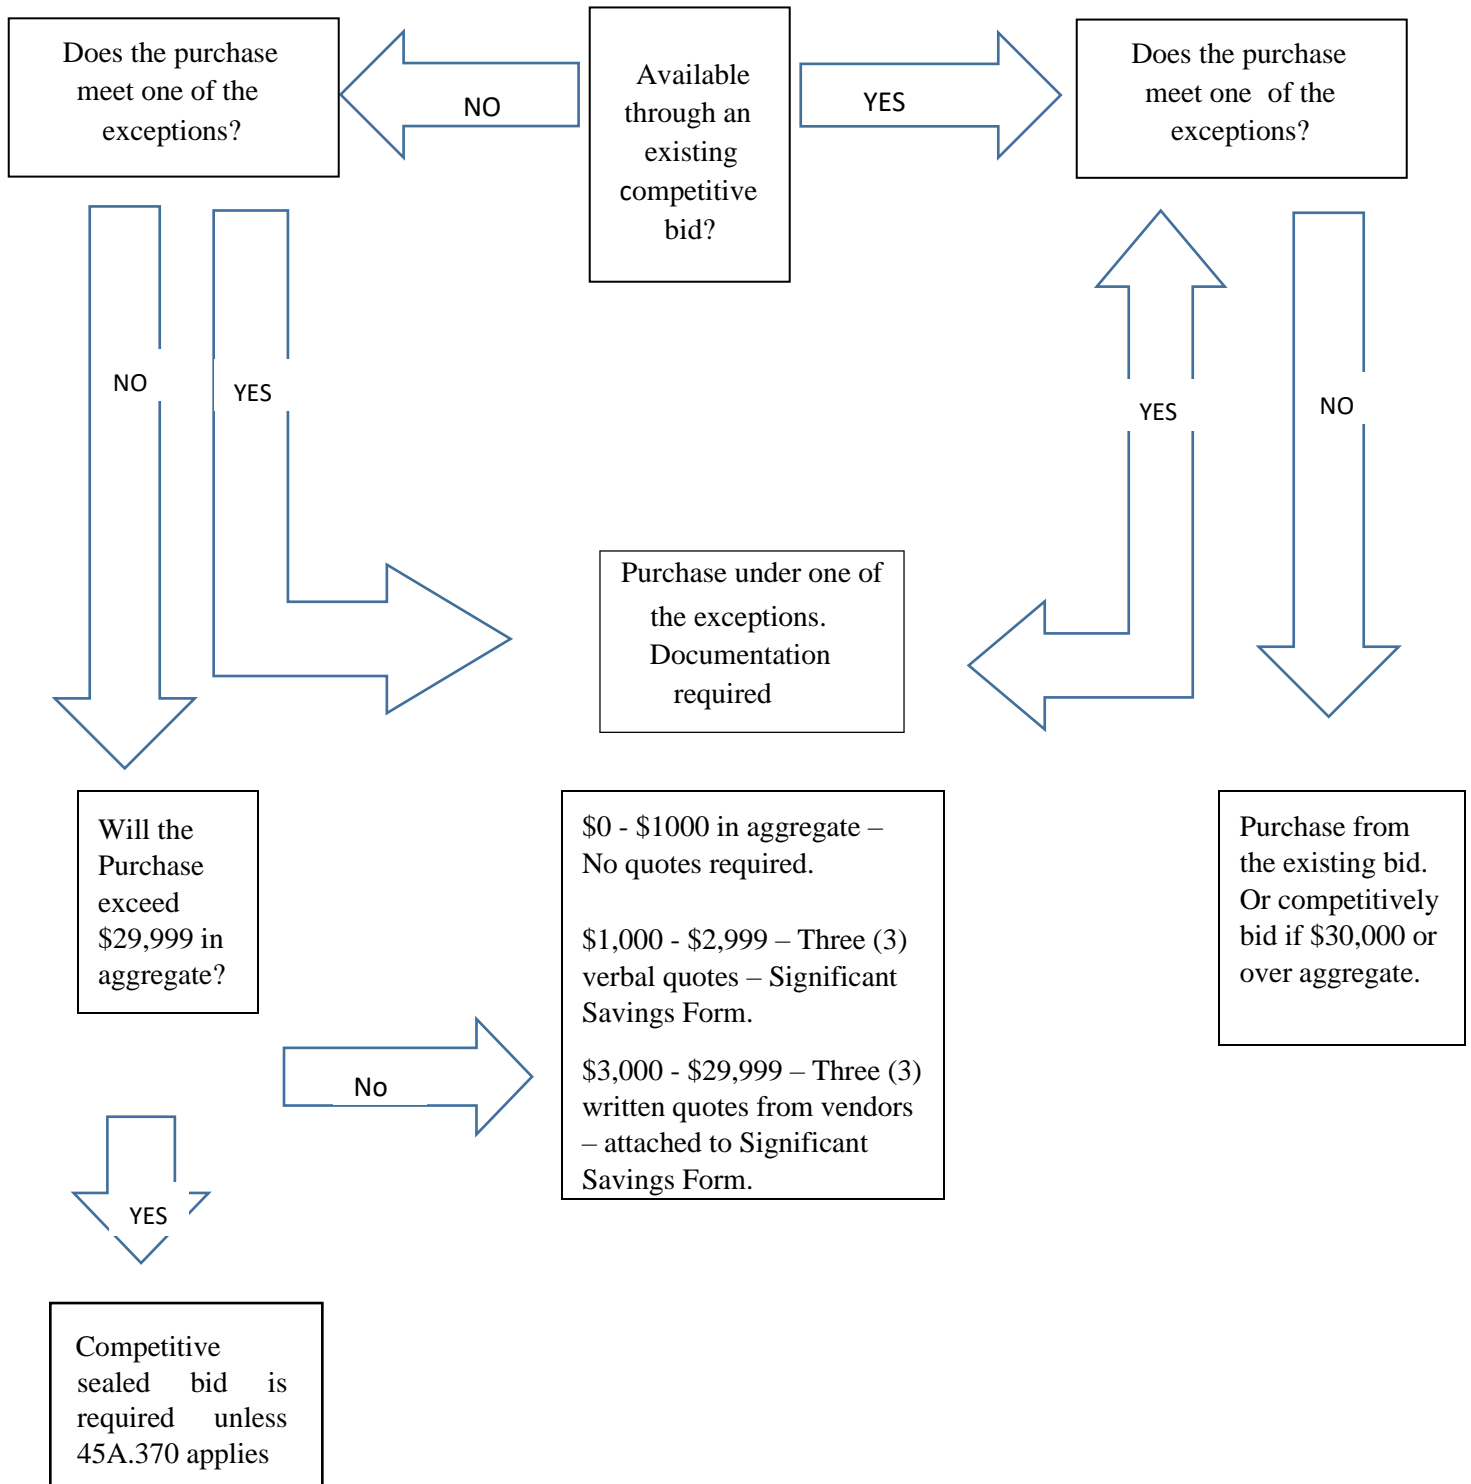 Does the purchase
meet one of the
exceptions?
NO
Available
through an
existing
competitive
bid?
YES
Does the purchase
meet one of the
exceptions?
NO
YES
YES
NO
Purchase under one of
the exceptions.
Documentation
required
Will the
Purchase
exceed
$29,999 in
aggregate?
No
YES
$0 - $1000 in aggregate –
No quotes required.
$1,000 - $2,999 – Three (3)
verbal quotes – Significant
Savings Form.
$3,000 - $29,999 – Three (3)
written quotes from vendors
– attached to Significant
Savings Form.
Purchase from
the existing bid.
Or competitively
bid if $30,000 or
over aggregate.
Competitive
sealed bid is
required unless
45A.370 applies